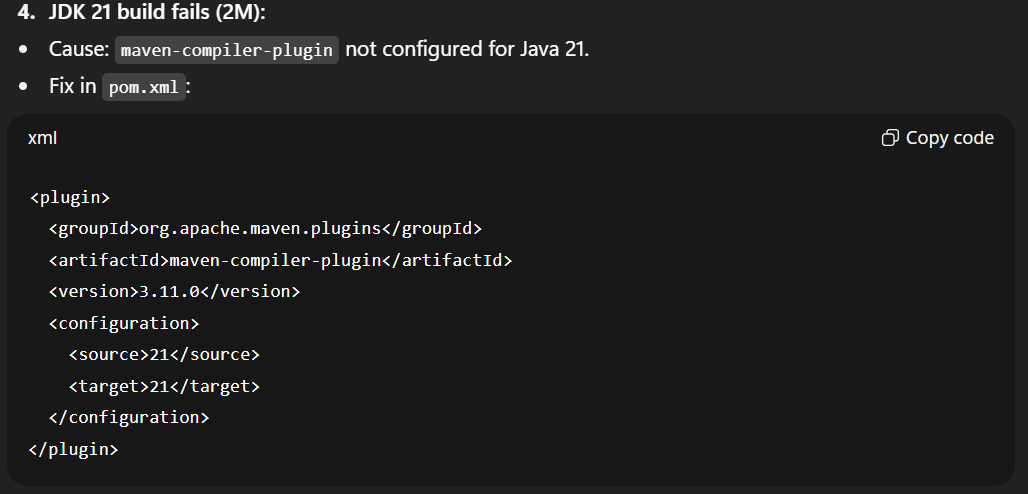 4. JDK 21 build fails (2M):
• Cause: maven-compiler-plugin not configured for Java 21.
• Fix in pom.xml:
xml
Copy code
<plugin>
  <groupId>org.apache.maven.plugins</groupId>
  <artifactId>maven-compiler-plugin</artifactId>
  <version>3.11.0</version>
  <configuration>
    <source>21</source>
    <target>21</target>
  </configuration>
</plugin>